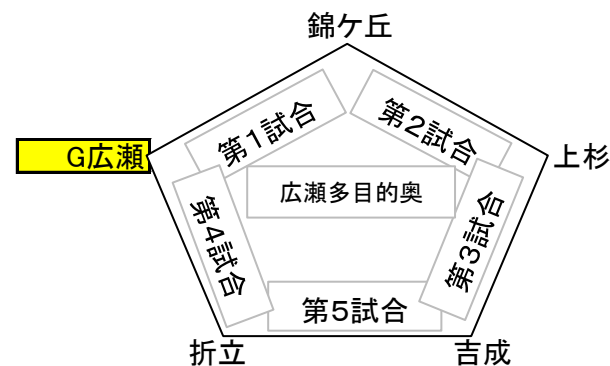 錦ケ丘
第1試合
第2試合
G広瀬
上杉
広瀬多目的奥
第4試合
第3試合
第5試合
折立
吉成